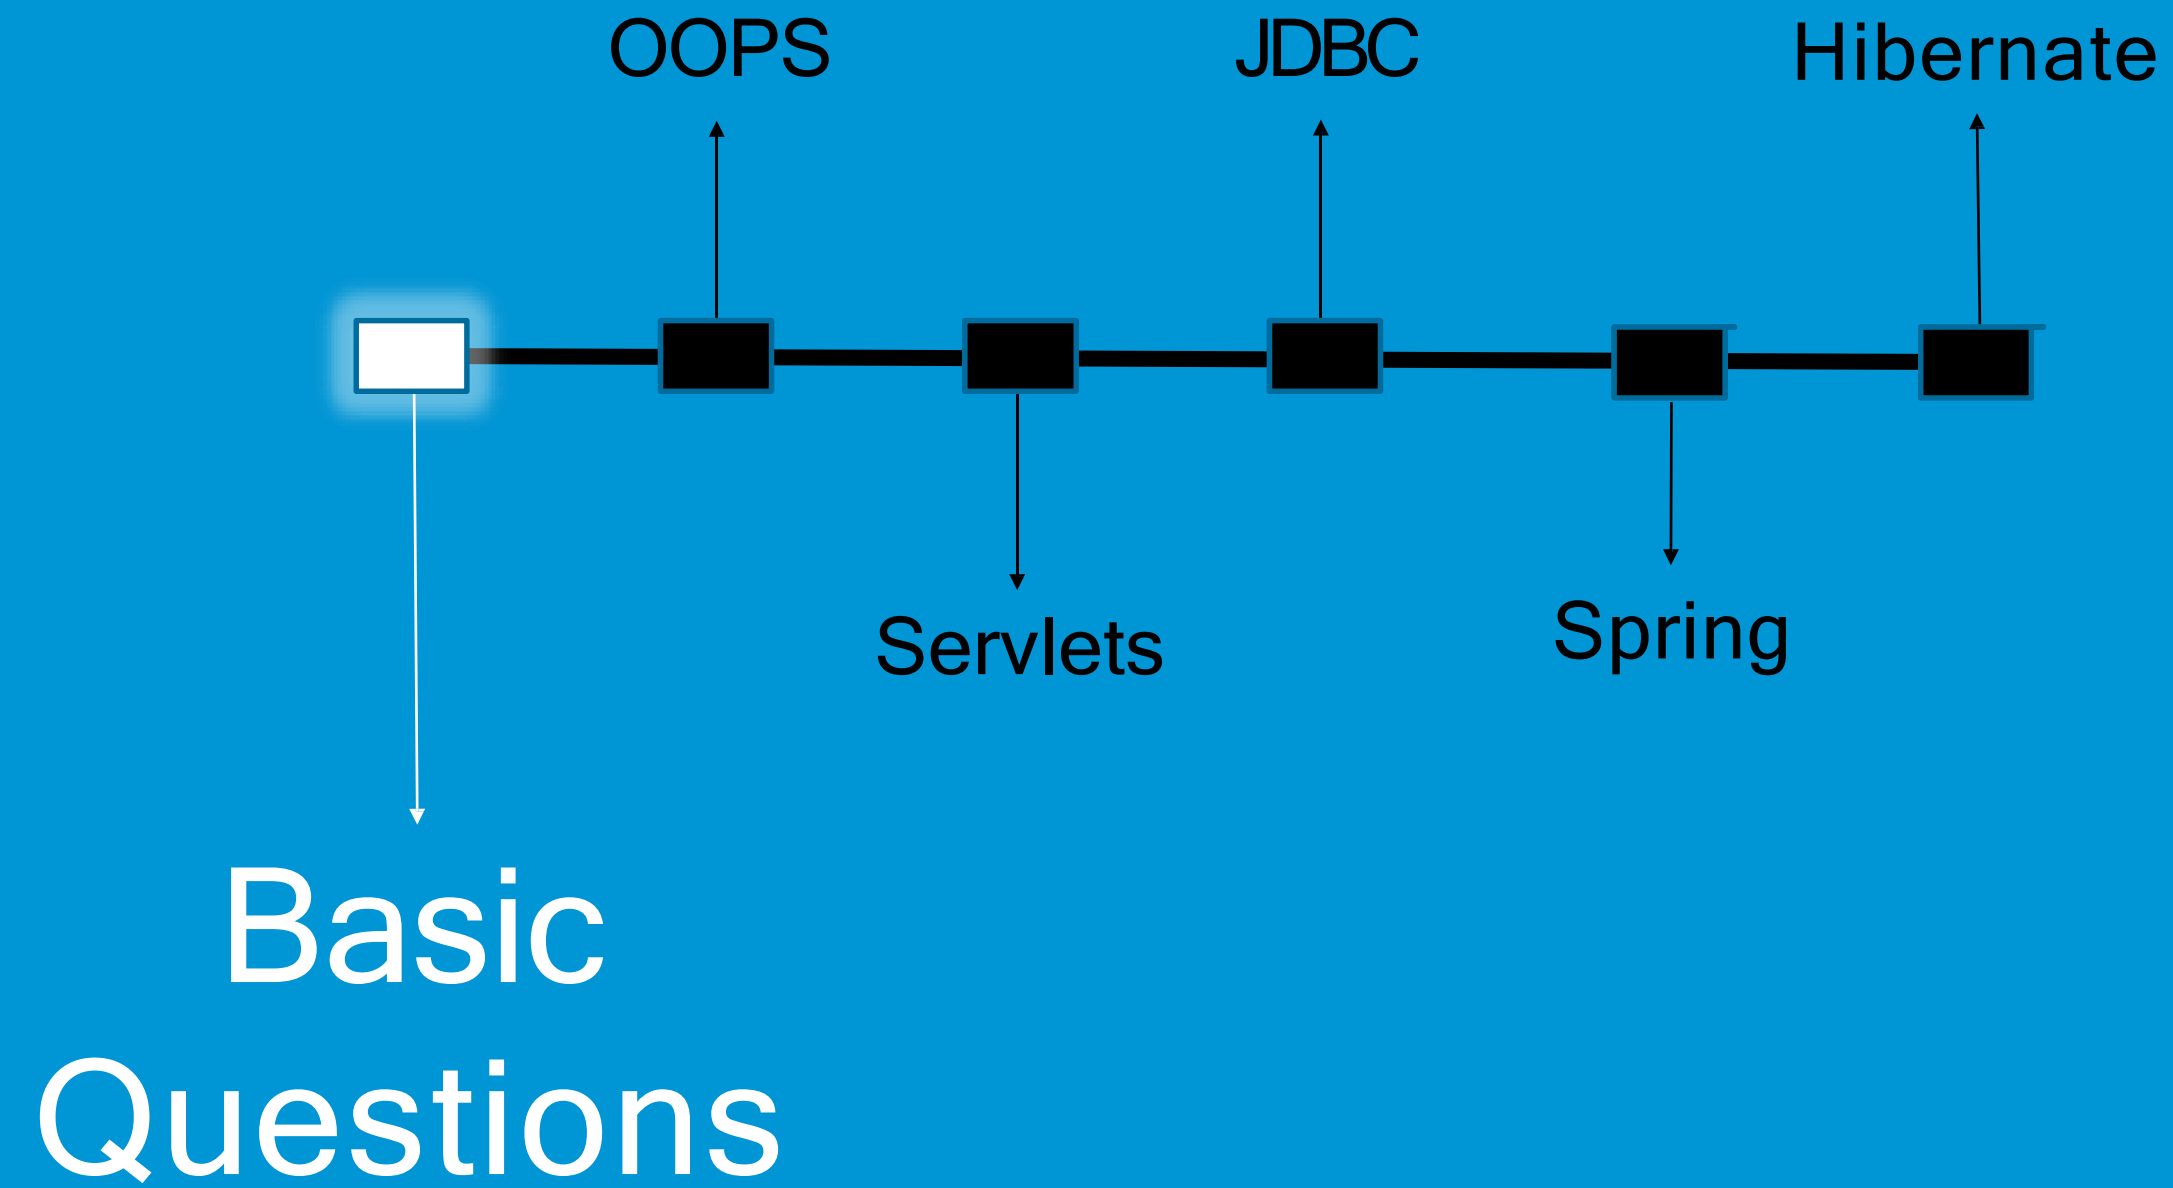 OOPS
JDBC
Hibernate
Servlets
Spring
Basic
Questions